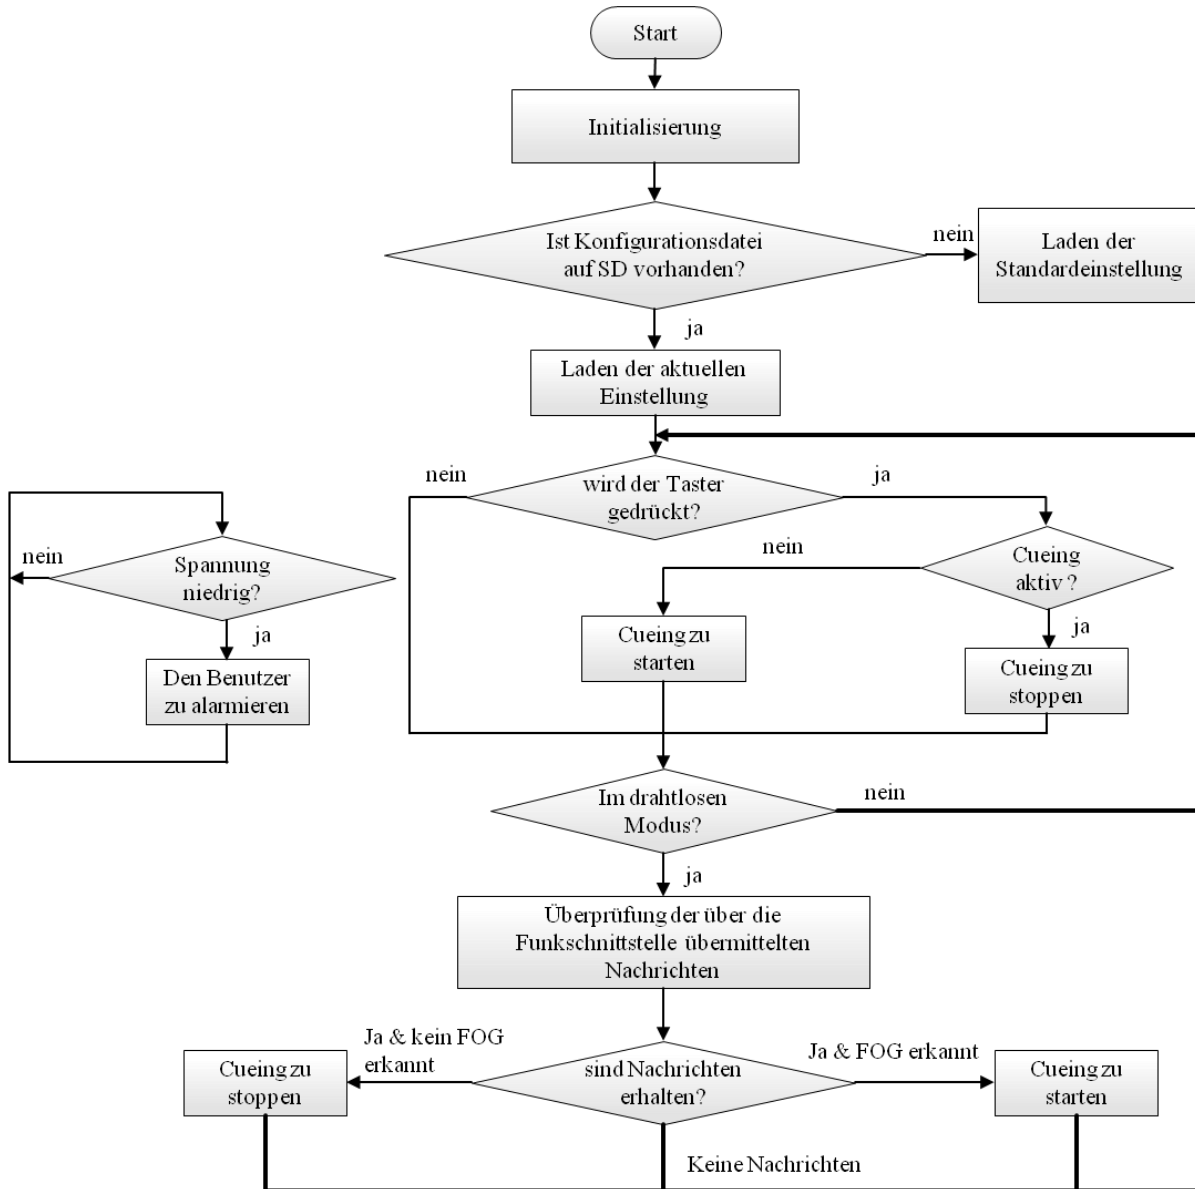 Start
Initialisierung
Ist Konfigurationsdatei
auf SD vorhanden?
nein
Laden der
Standardeinstellung
ja
Laden der aktuellen
Einstellung
nein
wird der Taster
gedrückt?
ja
nein
Cueing
aktiv ?
nein
Spannung
niedrig?
ja
Cueing zu
starten
ja
Cueing zu
stoppen
Den Benutzer
zu alarmieren
Im drahtlosen
Modus?
nein
ja
Überprüfung der über die
Funkschnittstelle übermittelten
Nachrichten
Ja & kein FOG
erkannt
Ja & FOG erkannt
Cueing zu
stoppen
sind Nachrichten
erhalten?
Cueing zu
starten
Keine Nachrichten